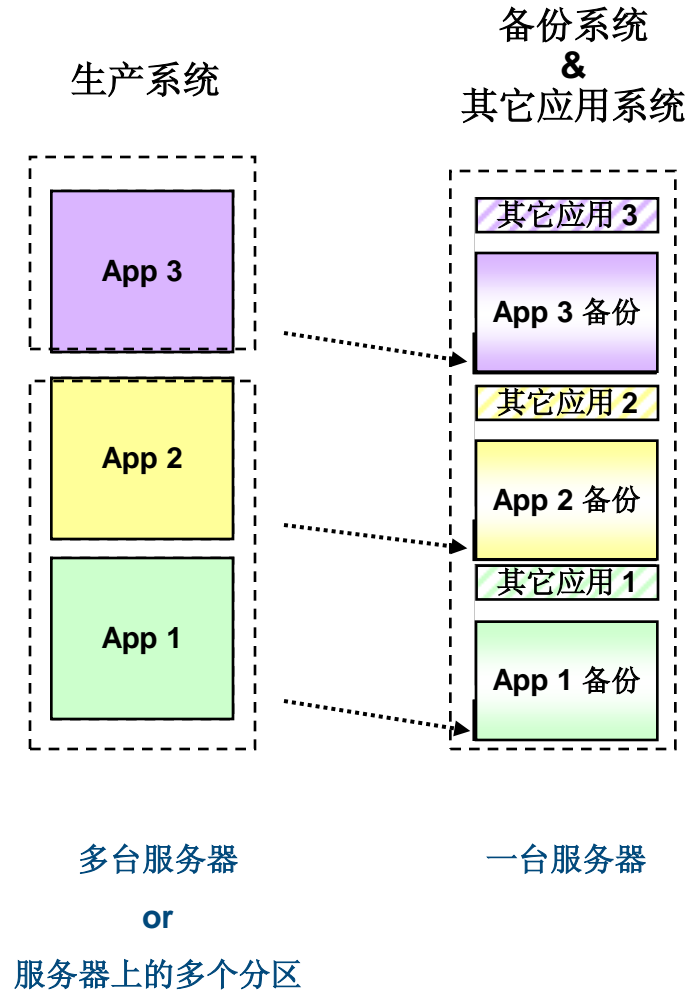 生产系统
备份系统
&
其它应用系统
App 3
App 2
App 1
其它应用 3
App 3 备份
其它应用 2
App 2 备份
其它应用 1
App 1 备份
多台服务器
or
服务器上的多个分区
一台服务器